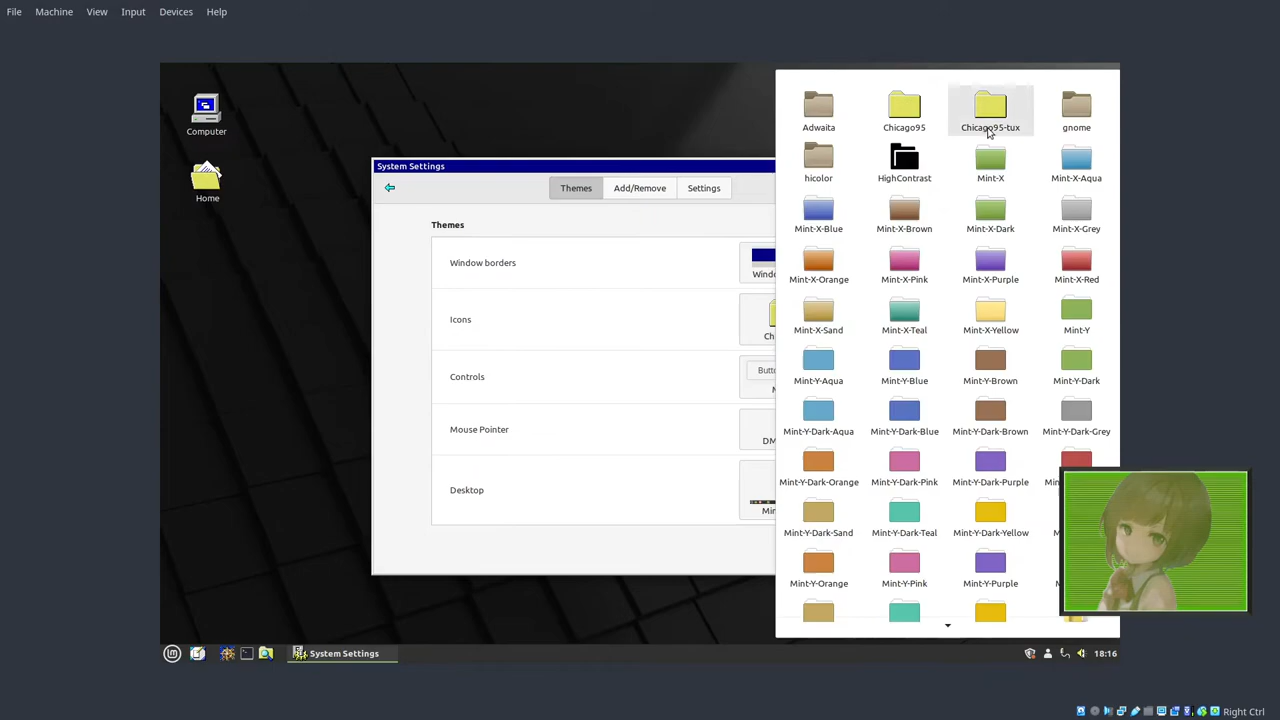 File Machine View Input Devices Help
Computer
Home
System Settings
Themes Add/Remove Settings
Themes
Window borders
Icons
Controls
Mouse Pointer
Desktop
Adwaita Chicago95 Chicago95-tux gnome
hicolor HighContrast Mint-X Mint-X-Aqua
Mint-X-Blue Mint-X-Brown Mint-X-Dark Mint-X-Grey
Mint-X-Orange Mint-X-Pink Mint-X-Purple Mint-X-Red
Mint-X-Sand Mint-X-Teal Mint-X-Yellow Mint-Y
Mint-Y-Aqua Mint-Y-Blue Mint-Y-Brown Mint-Y-Dark
Mint-Y-Dark-Aqua Mint-Y-Dark-Blue Mint-Y-Dark-Brown Mint-Y-Dark-Grey
Mint-Y-Dark-Orange Mint-Y-Dark-Pink Mint-Y-Dark-Purple
Mint-Y-Dark-Sand Mint-Y-Dark-Teal Mint-Y-Dark-Yellow
Mint-Y-Orange Mint-Y-Pink Mint-Y-Purple
System Settings
18:16
Right Ctrl